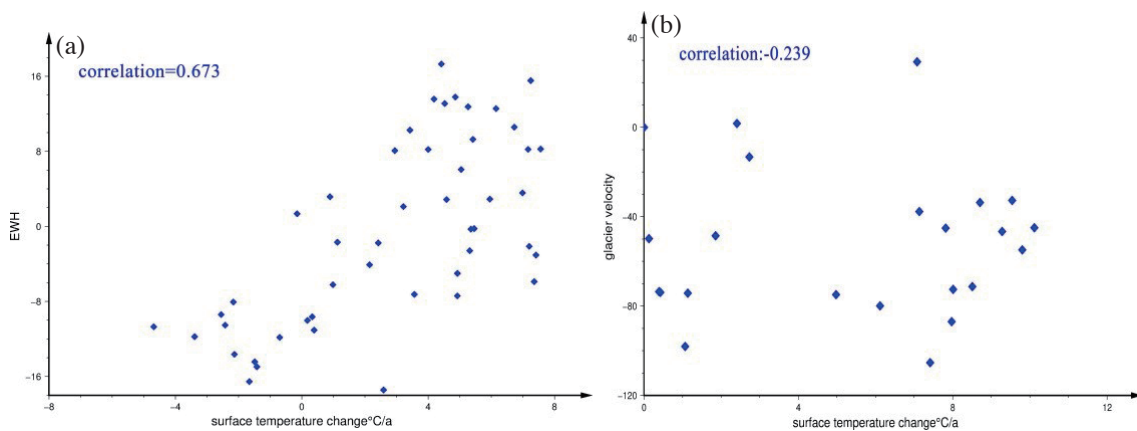 (a)
correlation=0.673
16
8
0
−8
−16
EWH
−8
−4
0
4
8
surface temperature change°C/a
(b)
correlation:-0.239
40
0
−40
−80
−120
glacier velocity
0
4
8
12
surface temperature change°C/a